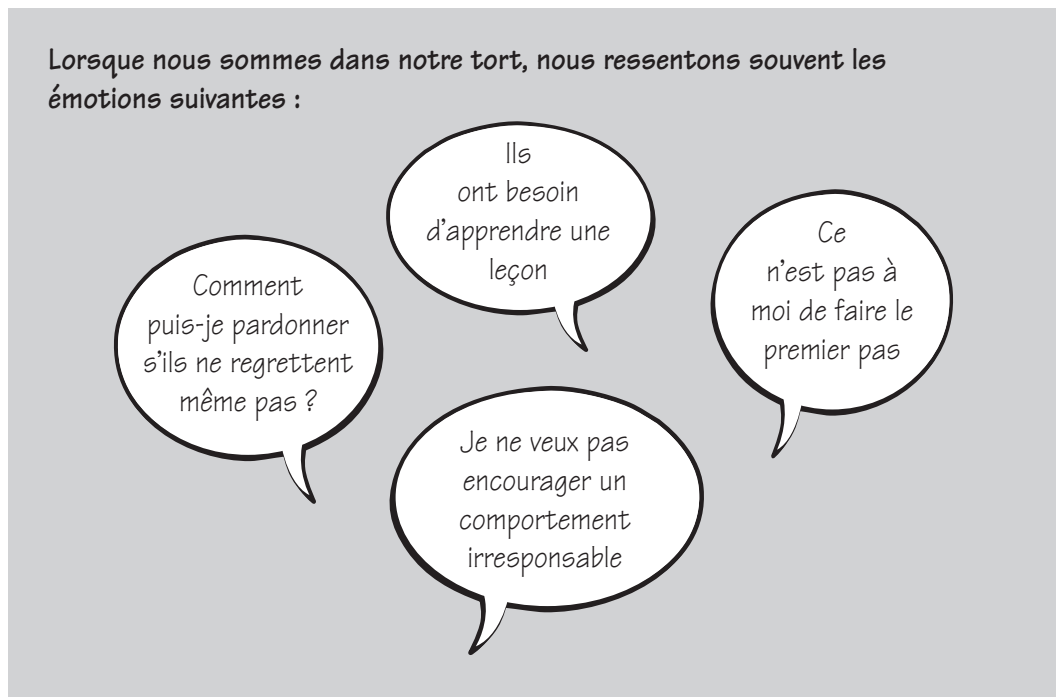 Lorsque nous sommes dans notre tort, nous ressentons souvent les
émotions suivantes :
Ils
ont besoin
d'apprendre une
leçon
Ce
n'est pas à
moi de faire le
premier pas
Comment
puis-je pardonner
s'ils ne regrettent
même pas ?
Je ne veux pas
encourager un
comportement
irresponsable